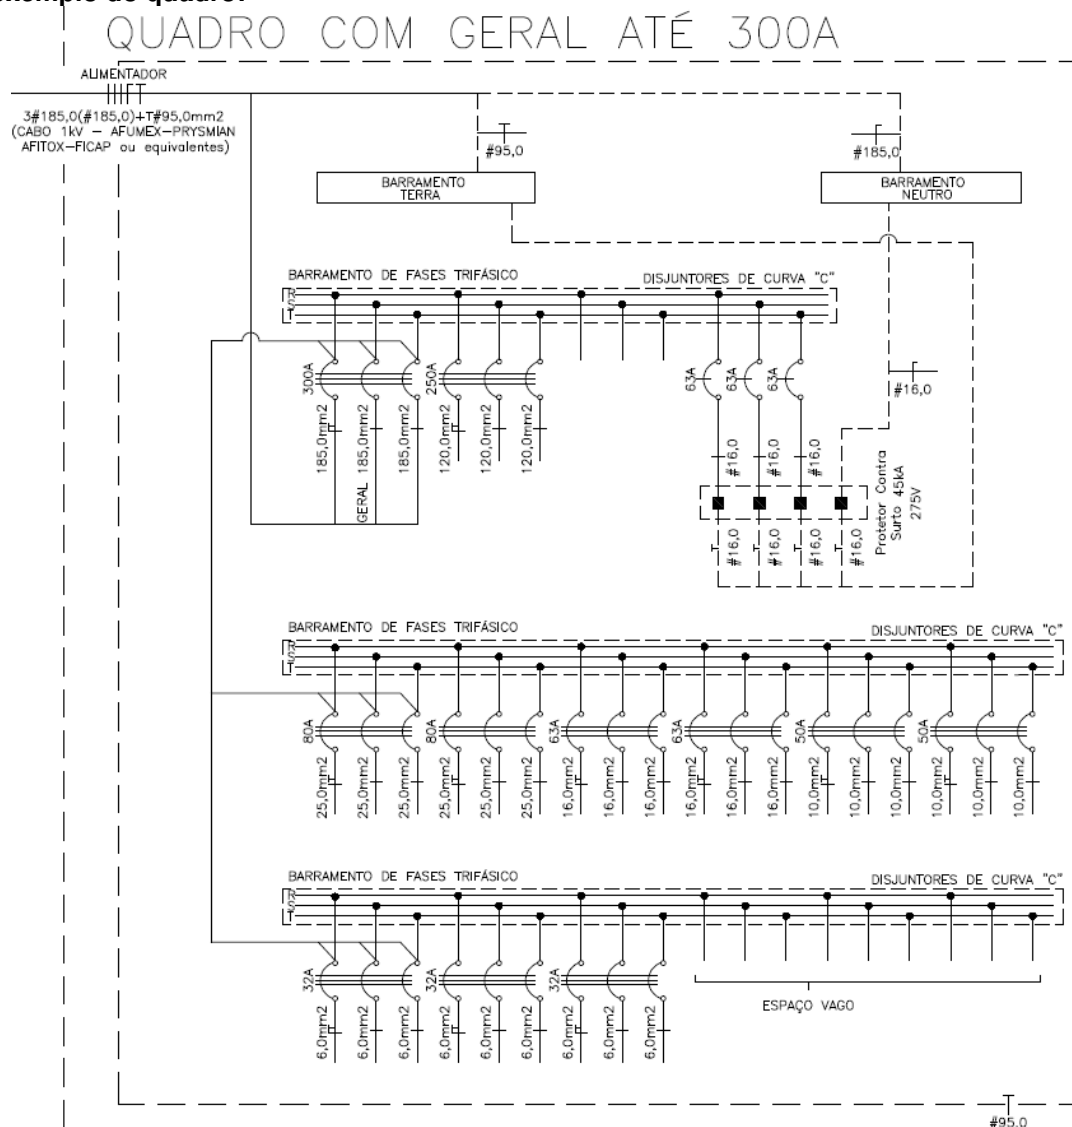 exemplo de quadro:
QUADRO COM GERAL ATÉ 300A
ALIMENTADOR
3#185,0(#185,0)+T#95,0mm2
(CABO 1kV – AFUMEX–PRYSMIAN
AFITOX–FICAP ou equivalentes)
#95,0
#185,0
BARRAMENTO
TERRA
BARRAMENTO
NEUTRO
BARRAMENTO DE FASES TRIFÁSICO
DISJUNTORES DE CURVA "C"
R
S
T
300A
250A
63A
63A
63A
#16,0
185,0mm2
185,0mm2
185,0mm2
120,0mm2
120,0mm2
120,0mm2
GERAL
#16,0
#16,0
#16,0
Protetor Contra
Surto 45kA
275V
#16,0
#16,0
#16,0
#16,0
BARRAMENTO DE FASES TRIFÁSICO
DISJUNTORES DE CURVA "C"
R
S
T
80A
80A
63A
63A
50A
50A
25,0mm2
25,0mm2
25,0mm2
25,0mm2
25,0mm2
25,0mm2
16,0mm2
16,0mm2
16,0mm2
16,0mm2
16,0mm2
16,0mm2
10,0mm2
10,0mm2
10,0mm2
10,0mm2
10,0mm2
10,0mm2
BARRAMENTO DE FASES TRIFÁSICO
DISJUNTORES DE CURVA "C"
R
S
T
32A
32A
32A
6,0mm2
6,0mm2
6,0mm2
6,0mm2
6,0mm2
6,0mm2
6,0mm2
6,0mm2
6,0mm2
ESPAÇO VAGO
#95,0